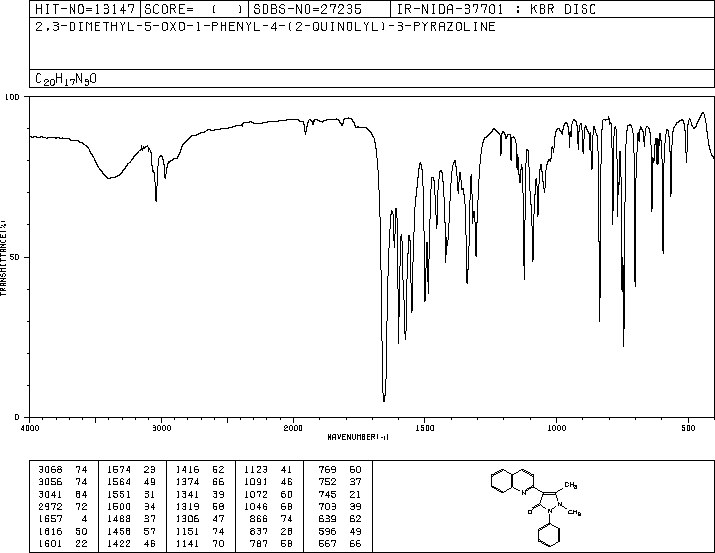 HIT-NO=13147 SCORE= ( ) SDBS-NO=27235 IR-NIDA-37701 : KBR DISC
2,3-DIMETHYL-5-OXO-1-PHENYL-4-(2-QUINOLYL)-3-PYRAZOLINE
C20H17N3O
100
50
0
TRANSMITTANCE(%)
4000 3000 2000 1500 1000 500
WAVENUMBER(-1)
3068 74 1574 23 1416 52 1123 41 769 60
3056 74 1564 49 1374 66 1091 46 752 37
3041 64 1551 31 1341 39 1072 60 745 21
2972 72 1500 34 1319 58 1046 68 703 39
1657 4 1488 37 1306 47 866 74 639 62
1616 50 1458 57 1151 74 837 28 596 49
1601 22 1422 46 1141 70 787 58 567 66
CH3
N
N-CH3
O
N